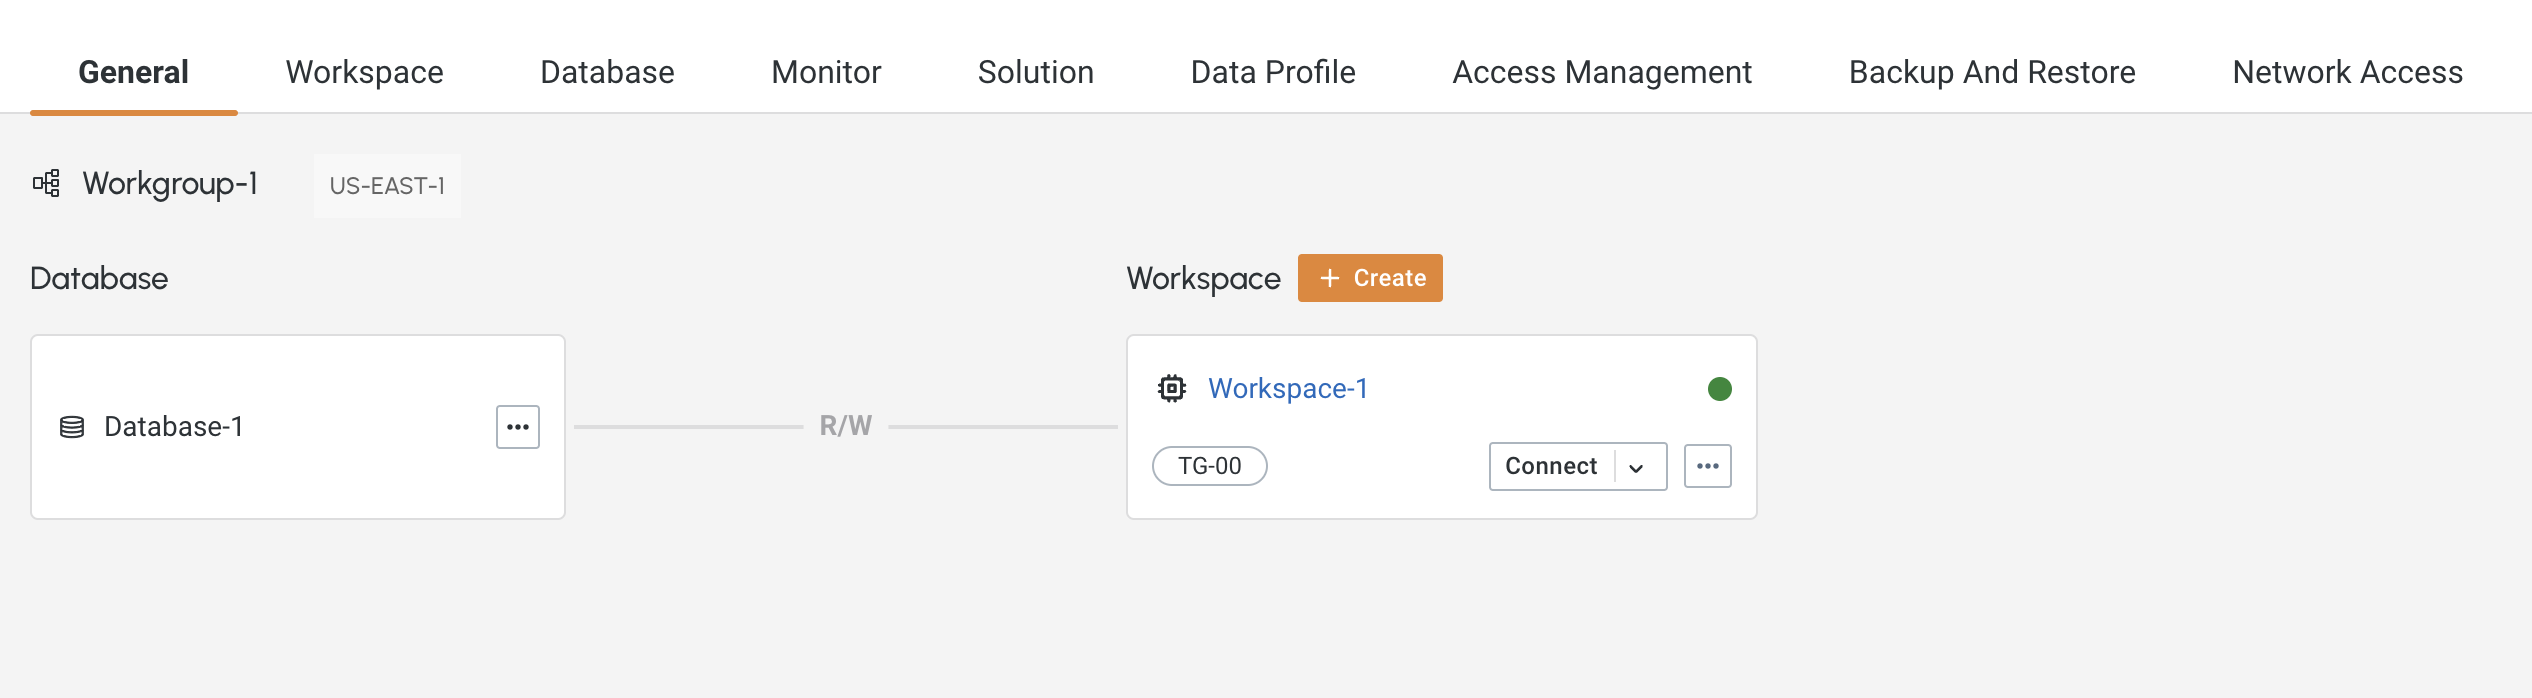 General Workspace Database Monitor Solution Data Profile Access Management Backup And Restore Network Access
Workgroup-1 US-EAST-1
Database
Workspace + Create
Database-1 ...
R/W
Workspace-1
TG-00 Connect ...